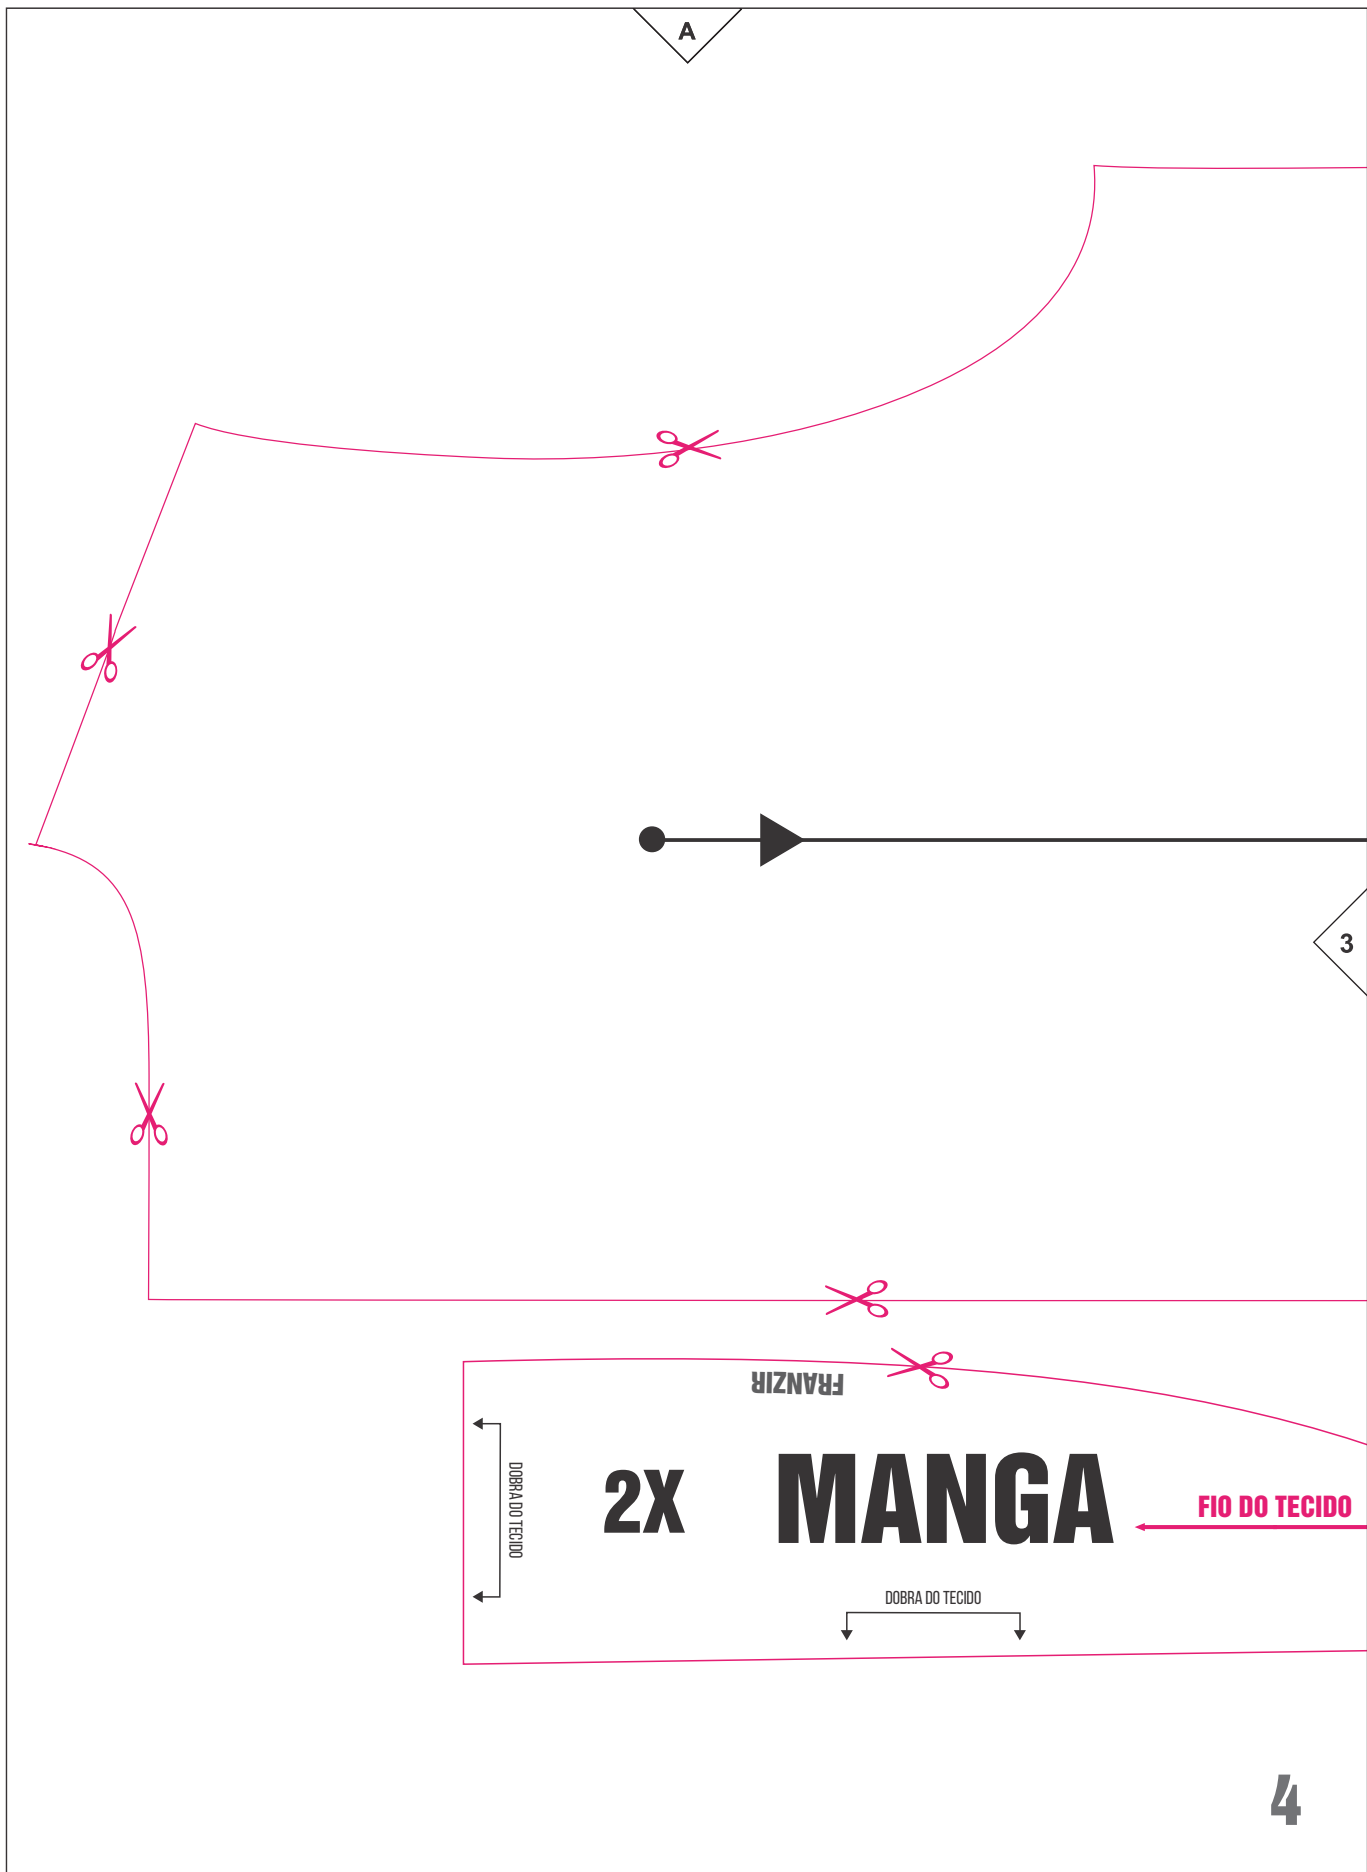 A
3
FRANZIR
DOBRA DO TECIDO
2X MANGA
FIO DO TECIDO
DOBRA DO TECIDO
4